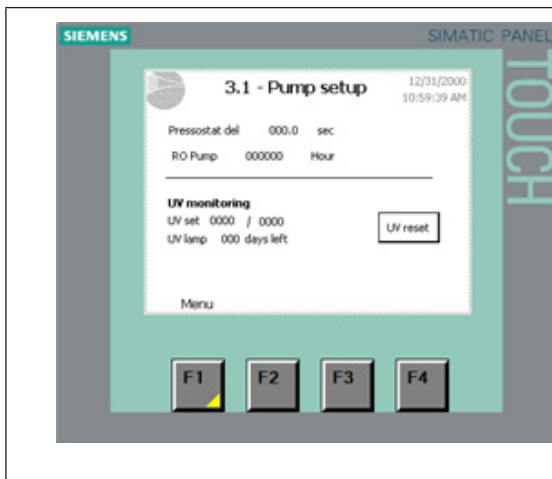 SIEMENS
SIMATIC PANEL
TOUCH
3.1 - Pump setup
12/31/2000
10:59:39 AM
Pressostat del 000.0 sec
RO Pump 000000 Hour
UV monitoring
UV set 0000 / 0000
UV lamp 000 days left
UV reset
Menu
F1 F2 F3 F4